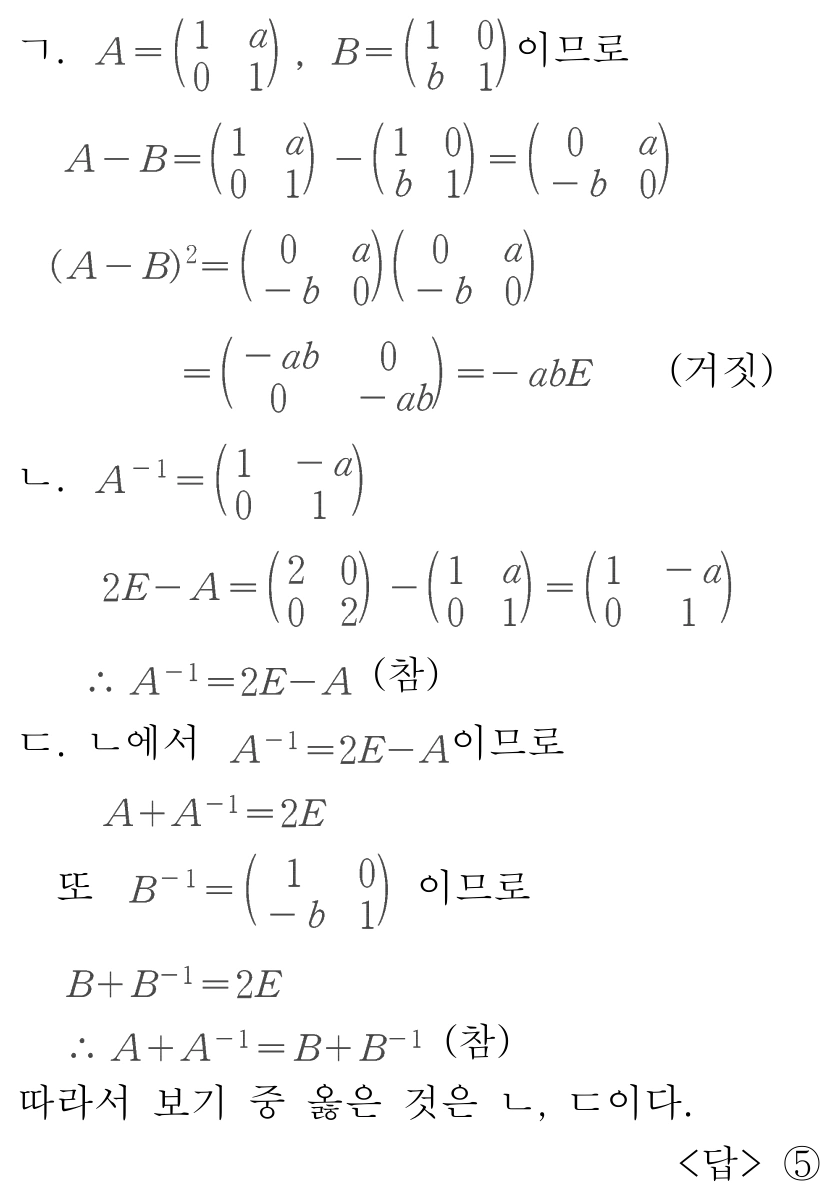 ㄱ. A=(1 a; 0 1), B=(1 0; b 1)이므로
A-B=(1 a; 0 1)-(1 0; b 1)=(0 a; -b 0)
(A-B)²=(0 a; -b 0)(0 a; -b 0)
=(-ab 0; 0 -ab)=-abE (거짓)
ㄴ. A⁻¹=(1 -a; 0 1)
2E-A=(2 0; 0 2)-(1 a; 0 1)=(1 -a; 0 1)
∴ A⁻¹=2E-A (참)
ㄷ. ㄴ에서 A⁻¹=2E-A이므로
A+A⁻¹=2E
또 B⁻¹=(1 0; -b 1) 이므로
B+B⁻¹=2E
∴ A+A⁻¹=B+B⁻¹ (참)
따라서 보기 중 옳은 것은 ㄴ, ㄷ이다.
<답> ⑤